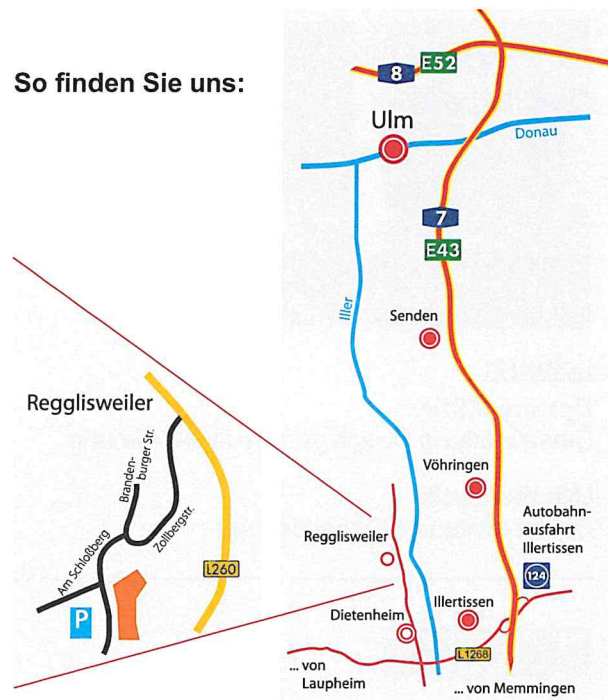 So finden Sie uns:
8
E52
Ulm
Donau
7
E43
Iller
Senden
Vöhringen
Autobahn-
ausfahrt
Illertissen
124
Regglisweiler
Dietenheim
Illertissen
L1268
... von
Laupheim
... von Memmingen
Regglisweiler
Branden-
burger Str.
Zollbergstr.
Am Schloßberg
L260
P